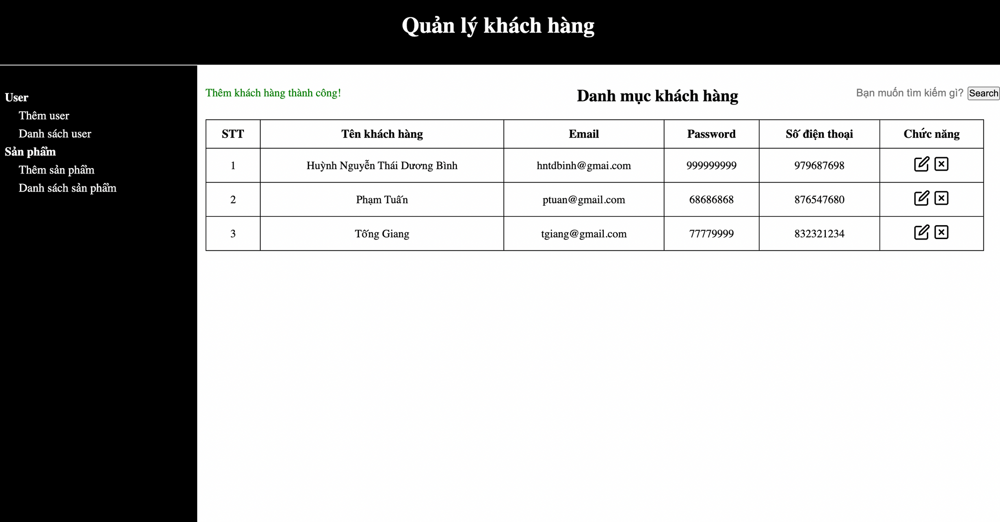 Quản lý khách hàng
User
Thêm user
Danh sách user
Sản phẩm
Thêm sản phẩm
Danh sách sản phẩm
Thêm khách hàng thành công!
Danh mục khách hàng
Bạn muốn tìm kiếm gì? Search
STT Tên khách hàng Email Password Số điện thoại Chức năng
1 Huỳnh Nguyễn Thái Dương Bình hntdbinh@gmai.com 999999999 979687698
2 Phạm Tuấn ptuan@gmail.com 68686868 876547680
3 Tống Giang tgiang@gmail.com 77779999 832321234